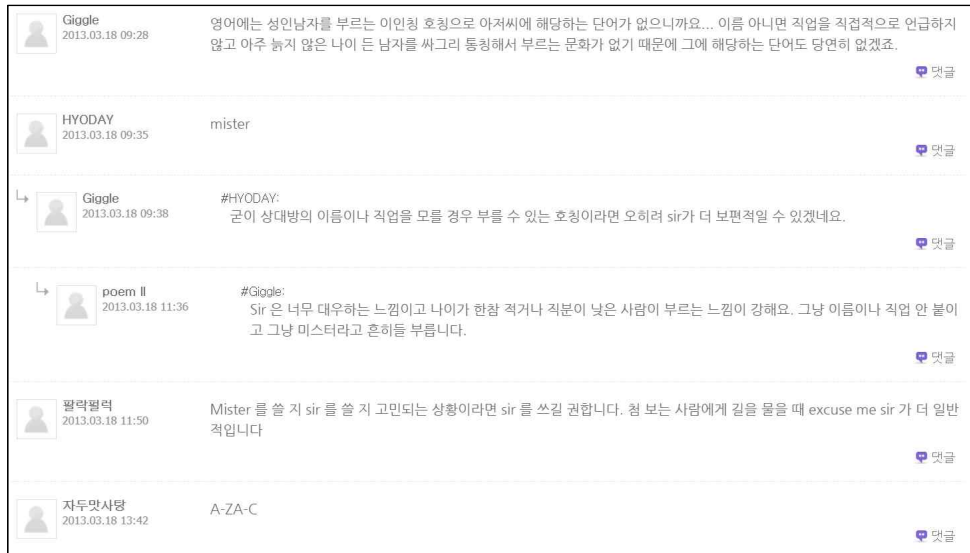 Giggle
2013.03.18 09:28
영어에는 성인남자를 부르는 이인칭 호칭으로 아저씨에 해당하는 단어가 없으니까요... 이름 아니면 직업을 직접적으로 언급하지
않고 아주 늙지 않은 나이 든 남자를 싸그리 통칭해서 부르는 문화가 없기 때문에 그에 해당하는 단어도 당연히 없겠죠.
댓글
HYODAY
2013.03.18 09:35
mister
댓글
Giggle
2013.03.18 09:38
#HYODAY:
굳이 상대방의 이름이나 직업을 모를 경우 부를 수 있는 호칭이라면 오히려 sir가 더 보편적일 수 있겠네요.
댓글
poem II
2013.03.18 11:36
#Giggle:
Sir 은 너무 대우하는 느낌이고 나이가 한참 적거나 직분이 낮은 사람이 부르는 느낌이 강해요. 그냥 이름이나 직업 안 붙이
고 그냥 미스터라고 흔히들 부릅니다.
댓글
팔락펄럭
2013.03.18 11:50
Mister 를 쓸 지 sir 를 쓸 지 고민되는 상황이라면 sir 를 쓰길 권합니다. 첨 보는 사람에게 길을 물을 때 excuse me sir 가 더 일반
적입니다
댓글
자두맛사탕
2013.03.18 13:42
A-ZA-C
댓글